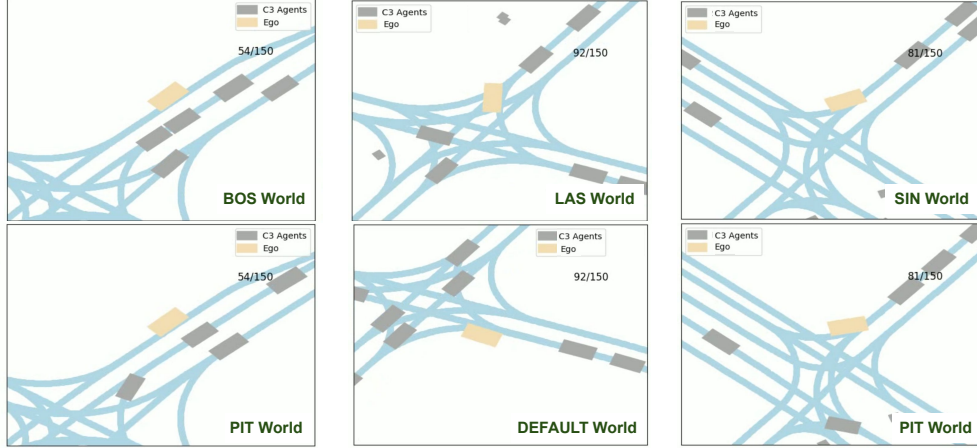 C3 Agents
Ego
54/150
BOS World
C3 Agents
Ego
92/150
LAS World
C3 Agents
Ego
81/150
SIN World
C3 Agents
Ego
54/150
PIT World
C3 Agents
Ego
92/150
DEFAULT World
C3 Agents
Ego
81/150
PIT World